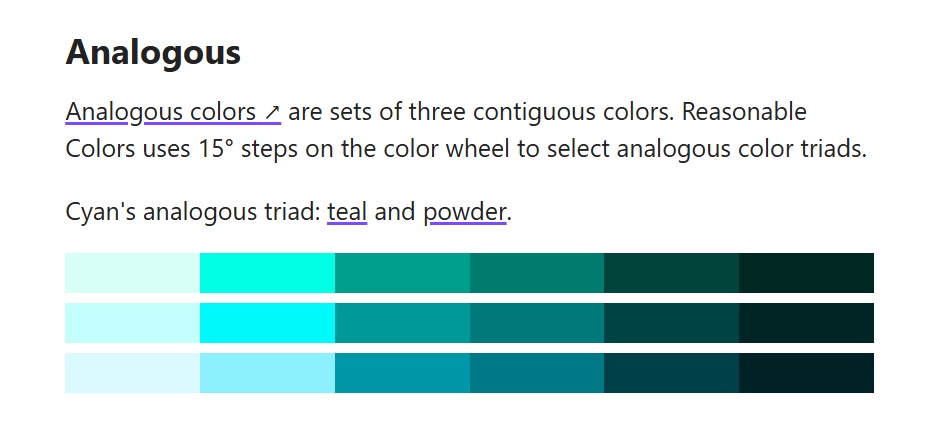 Analogous
Analogous colors ↗ are sets of three contiguous colors. Reasonable
Colors uses 15° steps on the color wheel to select analogous color triads.
Cyan's analogous triad: teal and powder.